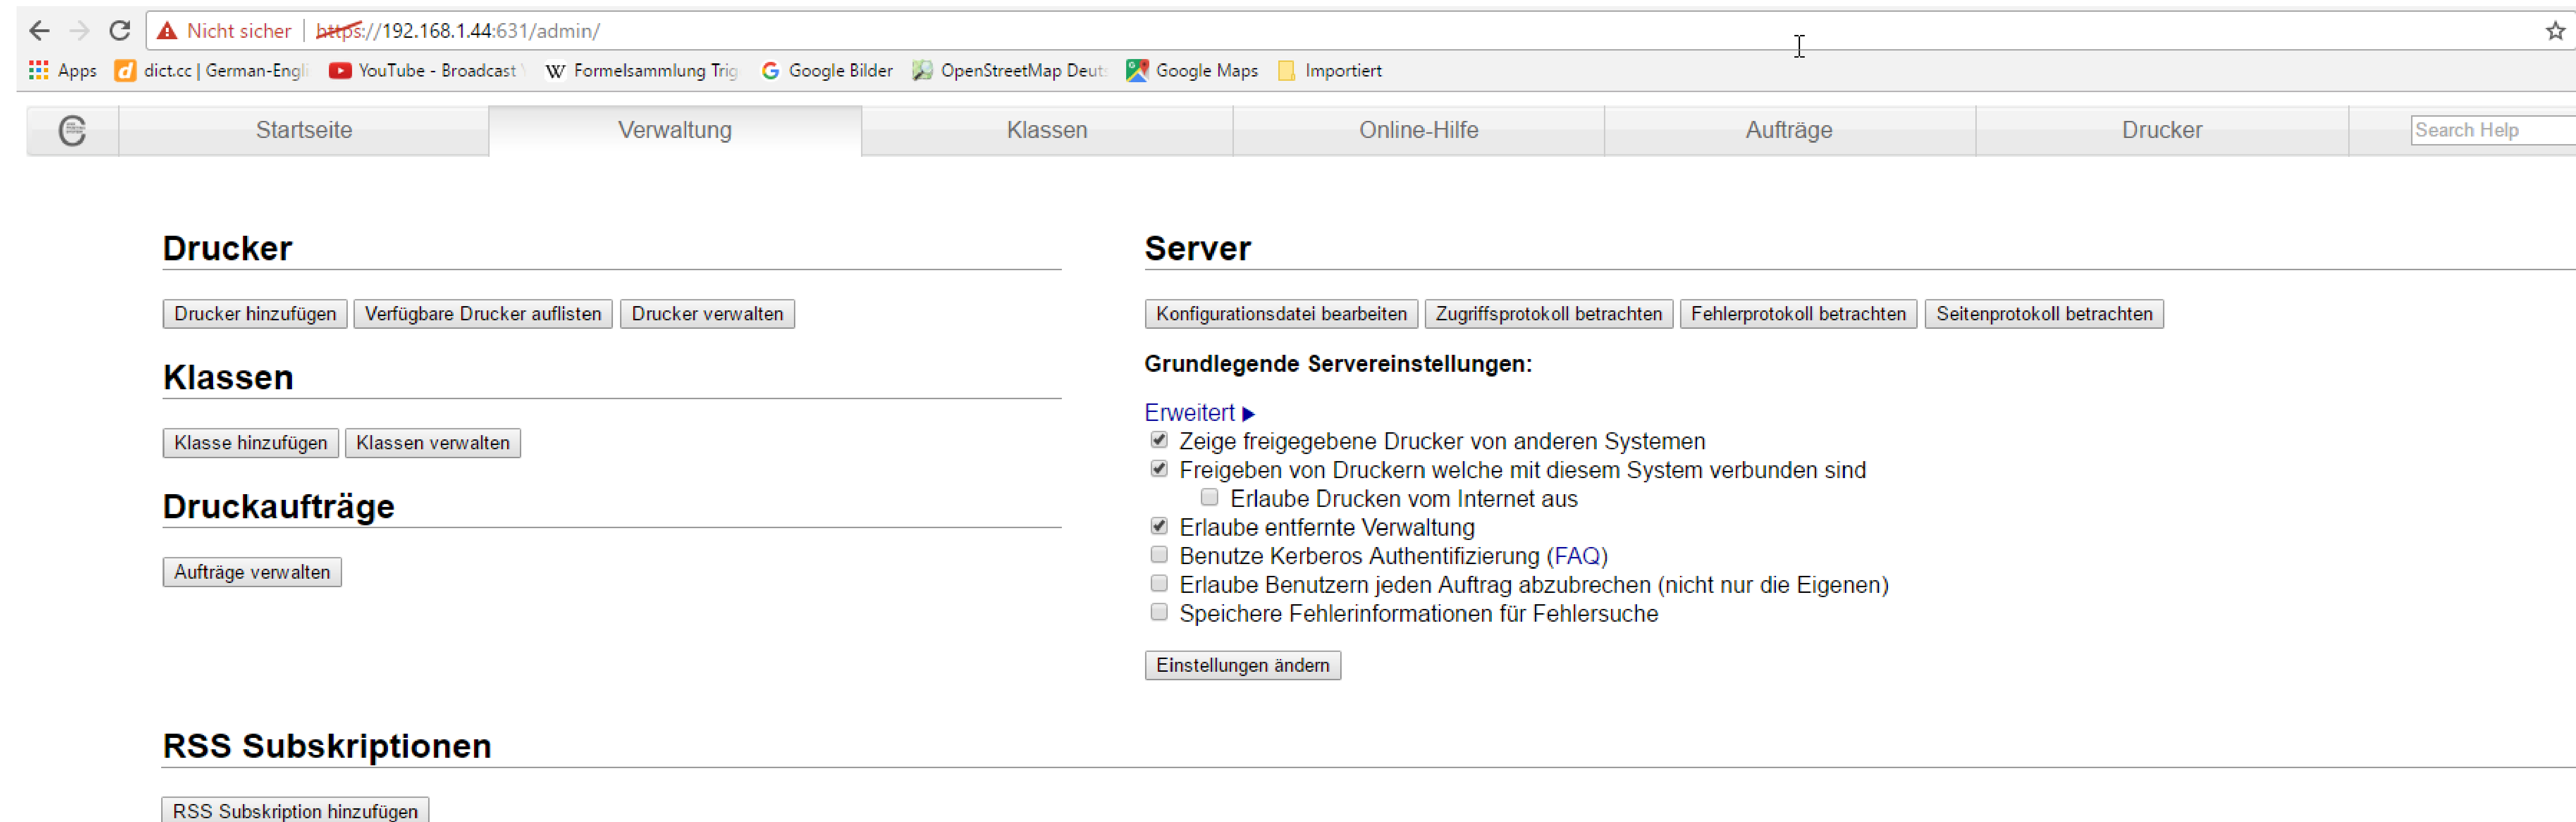 Nicht sicher | https://192.168.1.44:631/admin/
Apps dict.cc | German-Engli YouTube - Broadcast Y W Formelsammlung Trig Google Bilder OpenStreetMap Deuts Google Maps Importiert
Startseite Verwaltung Klassen Online-Hilfe Aufträge Drucker Search Help
Drucker
Drucker hinzufügen Verfügbare Drucker auflisten Drucker verwalten
Klassen
Klasse hinzufügen Klassen verwalten
Druckaufträge
Aufträge verwalten
Server
Konfigurationsdatei bearbeiten Zugriffsprotokoll betrachten Fehlerprotokoll betrachten Seitenprotokoll betrachten
Grundlegende Servereinstellungen:
Erweitert ▶
Zeige freigegebene Drucker von anderen Systemen
Freigeben von Druckern welche mit diesem System verbunden sind
Erlaube Drucken vom Internet aus
Erlaube entfernte Verwaltung
Benutze Kerberos Authentifizierung (FAQ)
Erlaube Benutzern jeden Auftrag abzubrechen (nicht nur die Eigenen)
Speichere Fehlerinformationen für Fehlersuche
Einstellungen ändern
RSS Subskriptionen
RSS Subskription hinzufügen